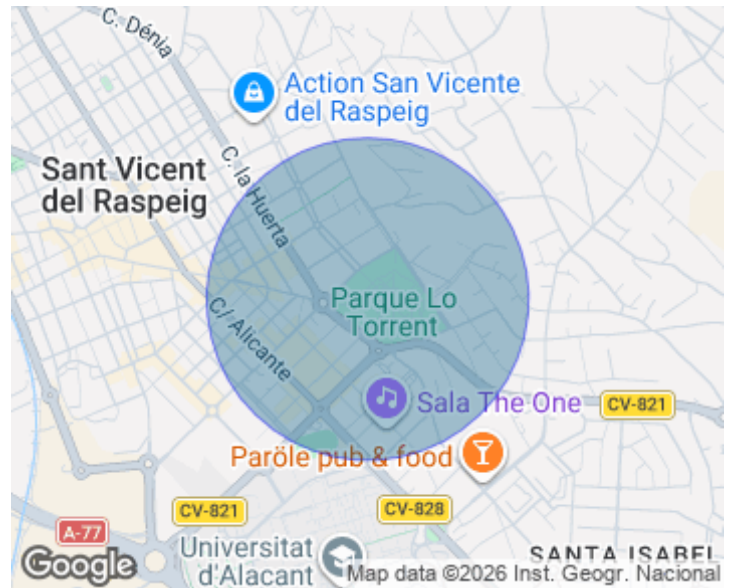 C. Dénia
Action San Vicente
del Raspeig
Sant Vicent
del Raspeig
C. la Huerta
Parque Lo
Torrent
C/ Alicante
Sala The One
CV-821
Paröle pub & food
CV-821
CV-828
A-77
Universitat
d'Alacant
SANTA ISABEL
Google
Map data ©2026 Inst. Geogr. Nacional